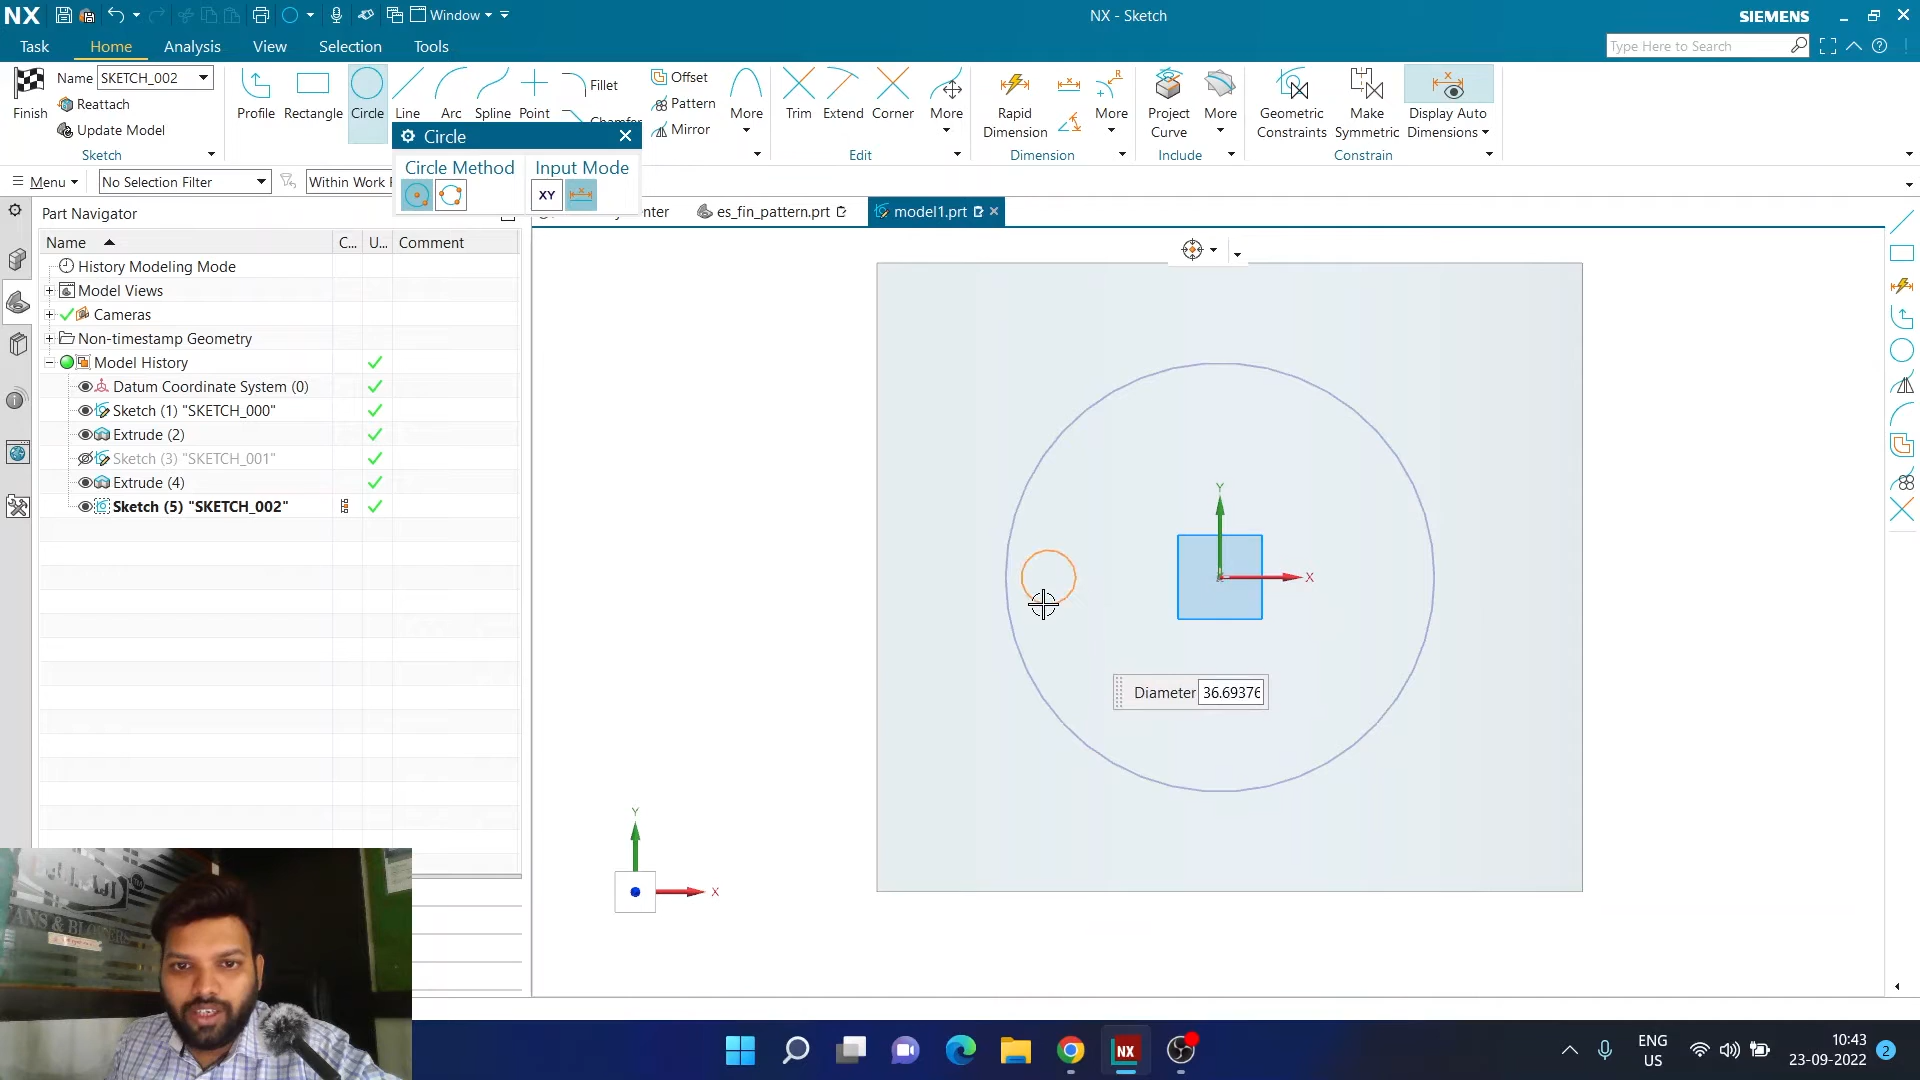 NX
Window
NX - Sketch
SIEMENS
Task
Home
Analysis
View
Selection
Tools
Type Here to Search
Finish
Name SKETCH_002
Reattach
Update Model
Sketch
Profile
Rectangle
Circle
Line
Arc
Spline
Point
Fillet
Chamfer
Offset
Pattern
Mirror
More
Trim
Extend
Corner
More
Edit
Rapid
Dimension
More
Dimension
Project
Curve
More
Include
Geometric
Constraints
Make
Symmetric
Display Auto
Dimensions
Constrain
Circle
Circle Method
Input Mode
XY
Menu
No Selection Filter
Within Work
es_fin_pattern.prt
model1.prt
Part Navigator
Name
C...
U...
Comment
History Modeling Mode
Model Views
Cameras
Non-timestamp Geometry
Model History
Datum Coordinate System (0)
Sketch (1) "SKETCH_000"
Extrude (2)
Sketch (3) "SKETCH_001"
Extrude (4)
Sketch (5) "SKETCH_002"
Y
X
Diameter 36.69376
Y
X
ANS & BLOWERS
NX
ENG
US
10:43
23-09-2022
2